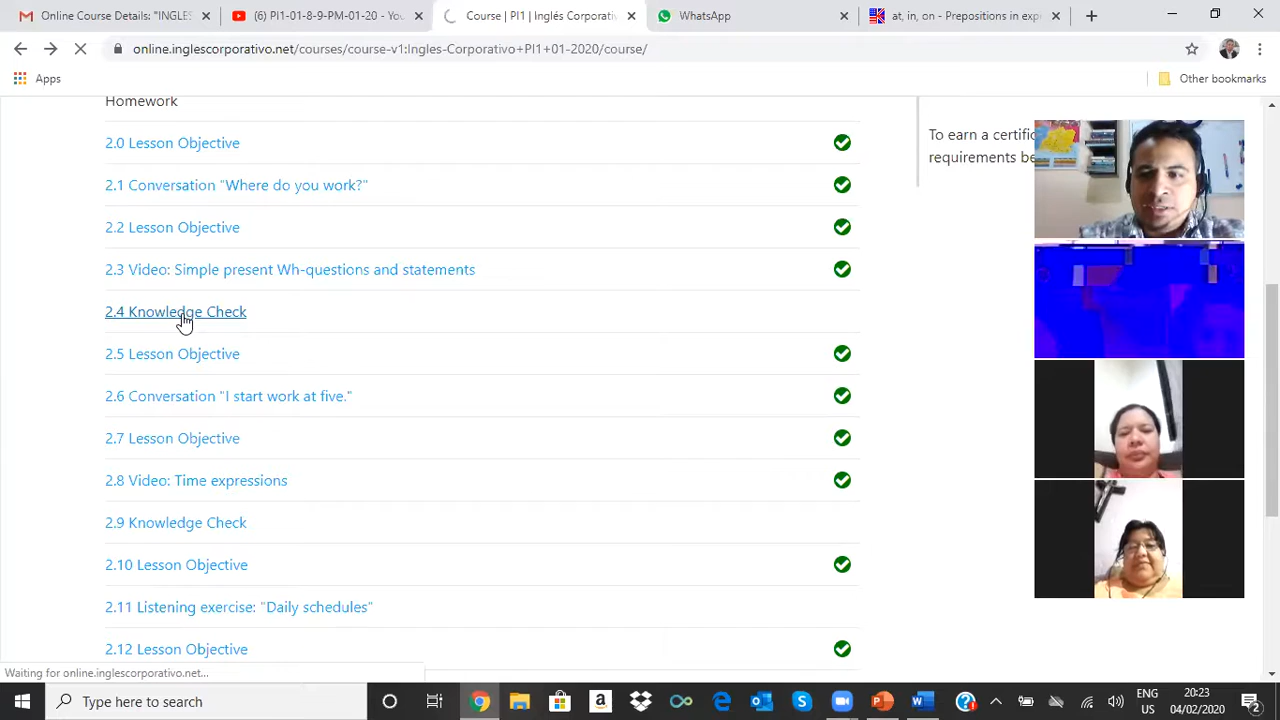 Online Course Details: "INGLES
(6) PI1-01-8-9-PM-01-20 - You
Course | PI1 | Inglés Corporativ
WhatsApp
at, in, on - Prepositions in expr
online.inglescorporativo.net/courses/course-v1:Ingles-Corporativo+PI1+01-2020/course/
Apps
Other bookmarks
Homework
2.0 Lesson Objective
2.1 Conversation "Where do you work?"
2.2 Lesson Objective
2.3 Video: Simple present Wh-questions and statements
2.4 Knowledge Check
2.5 Lesson Objective
2.6 Conversation "I start work at five."
2.7 Lesson Objective
2.8 Video: Time expressions
2.9 Knowledge Check
2.10 Lesson Objective
2.11 Listening exercise: "Daily schedules"
2.12 Lesson Objective
To earn a certific
requirements be
Waiting for online.inglescorporativo.net...
Type here to search
ENG
US
20:23
04/02/2020
2